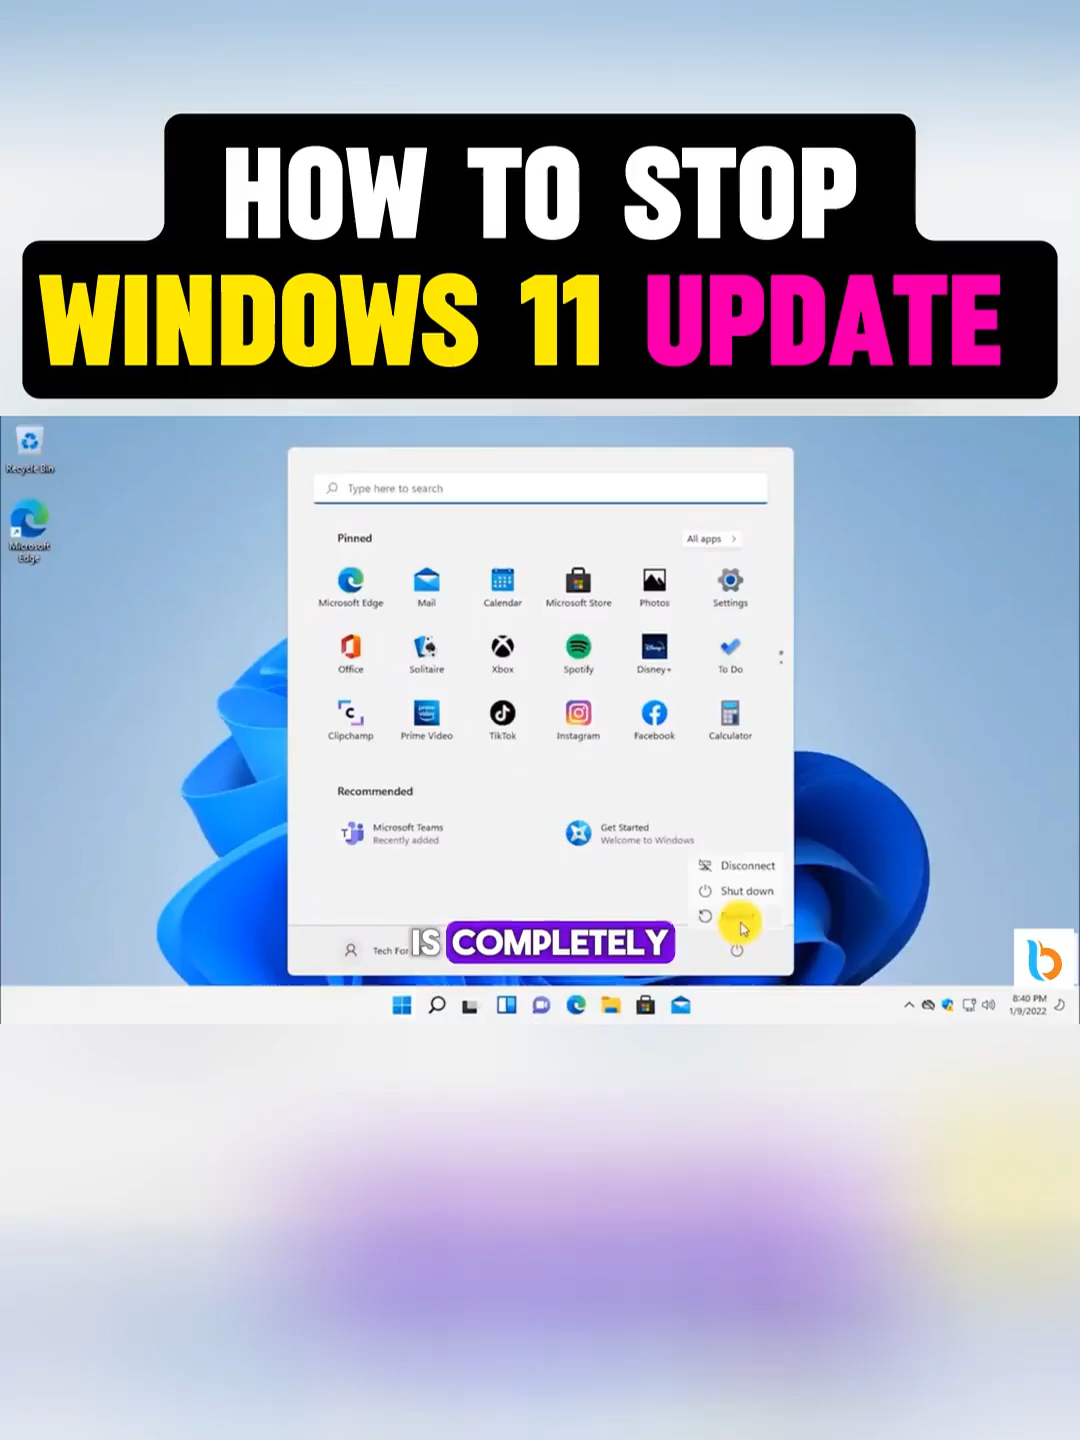 HOW TO STOP
WINDOWS 11 UPDATE
Recycle Bin
Microsoft
Edge
Type here to search
Pinned
All apps
Microsoft Edge
Mail
Calendar
Microsoft Store
Photos
Settings
Office
Solitaire
Xbox
Spotify
Disney+
To Do
Clipchamp
Prime Video
TikTok
Instagram
Facebook
Calculator
Recommended
Microsoft Teams
Recently added
Get Started
Welcome to Windows
Disconnect
Shut down
Tech For
IS COMPLETELY
8:40 PM
1/9/2022